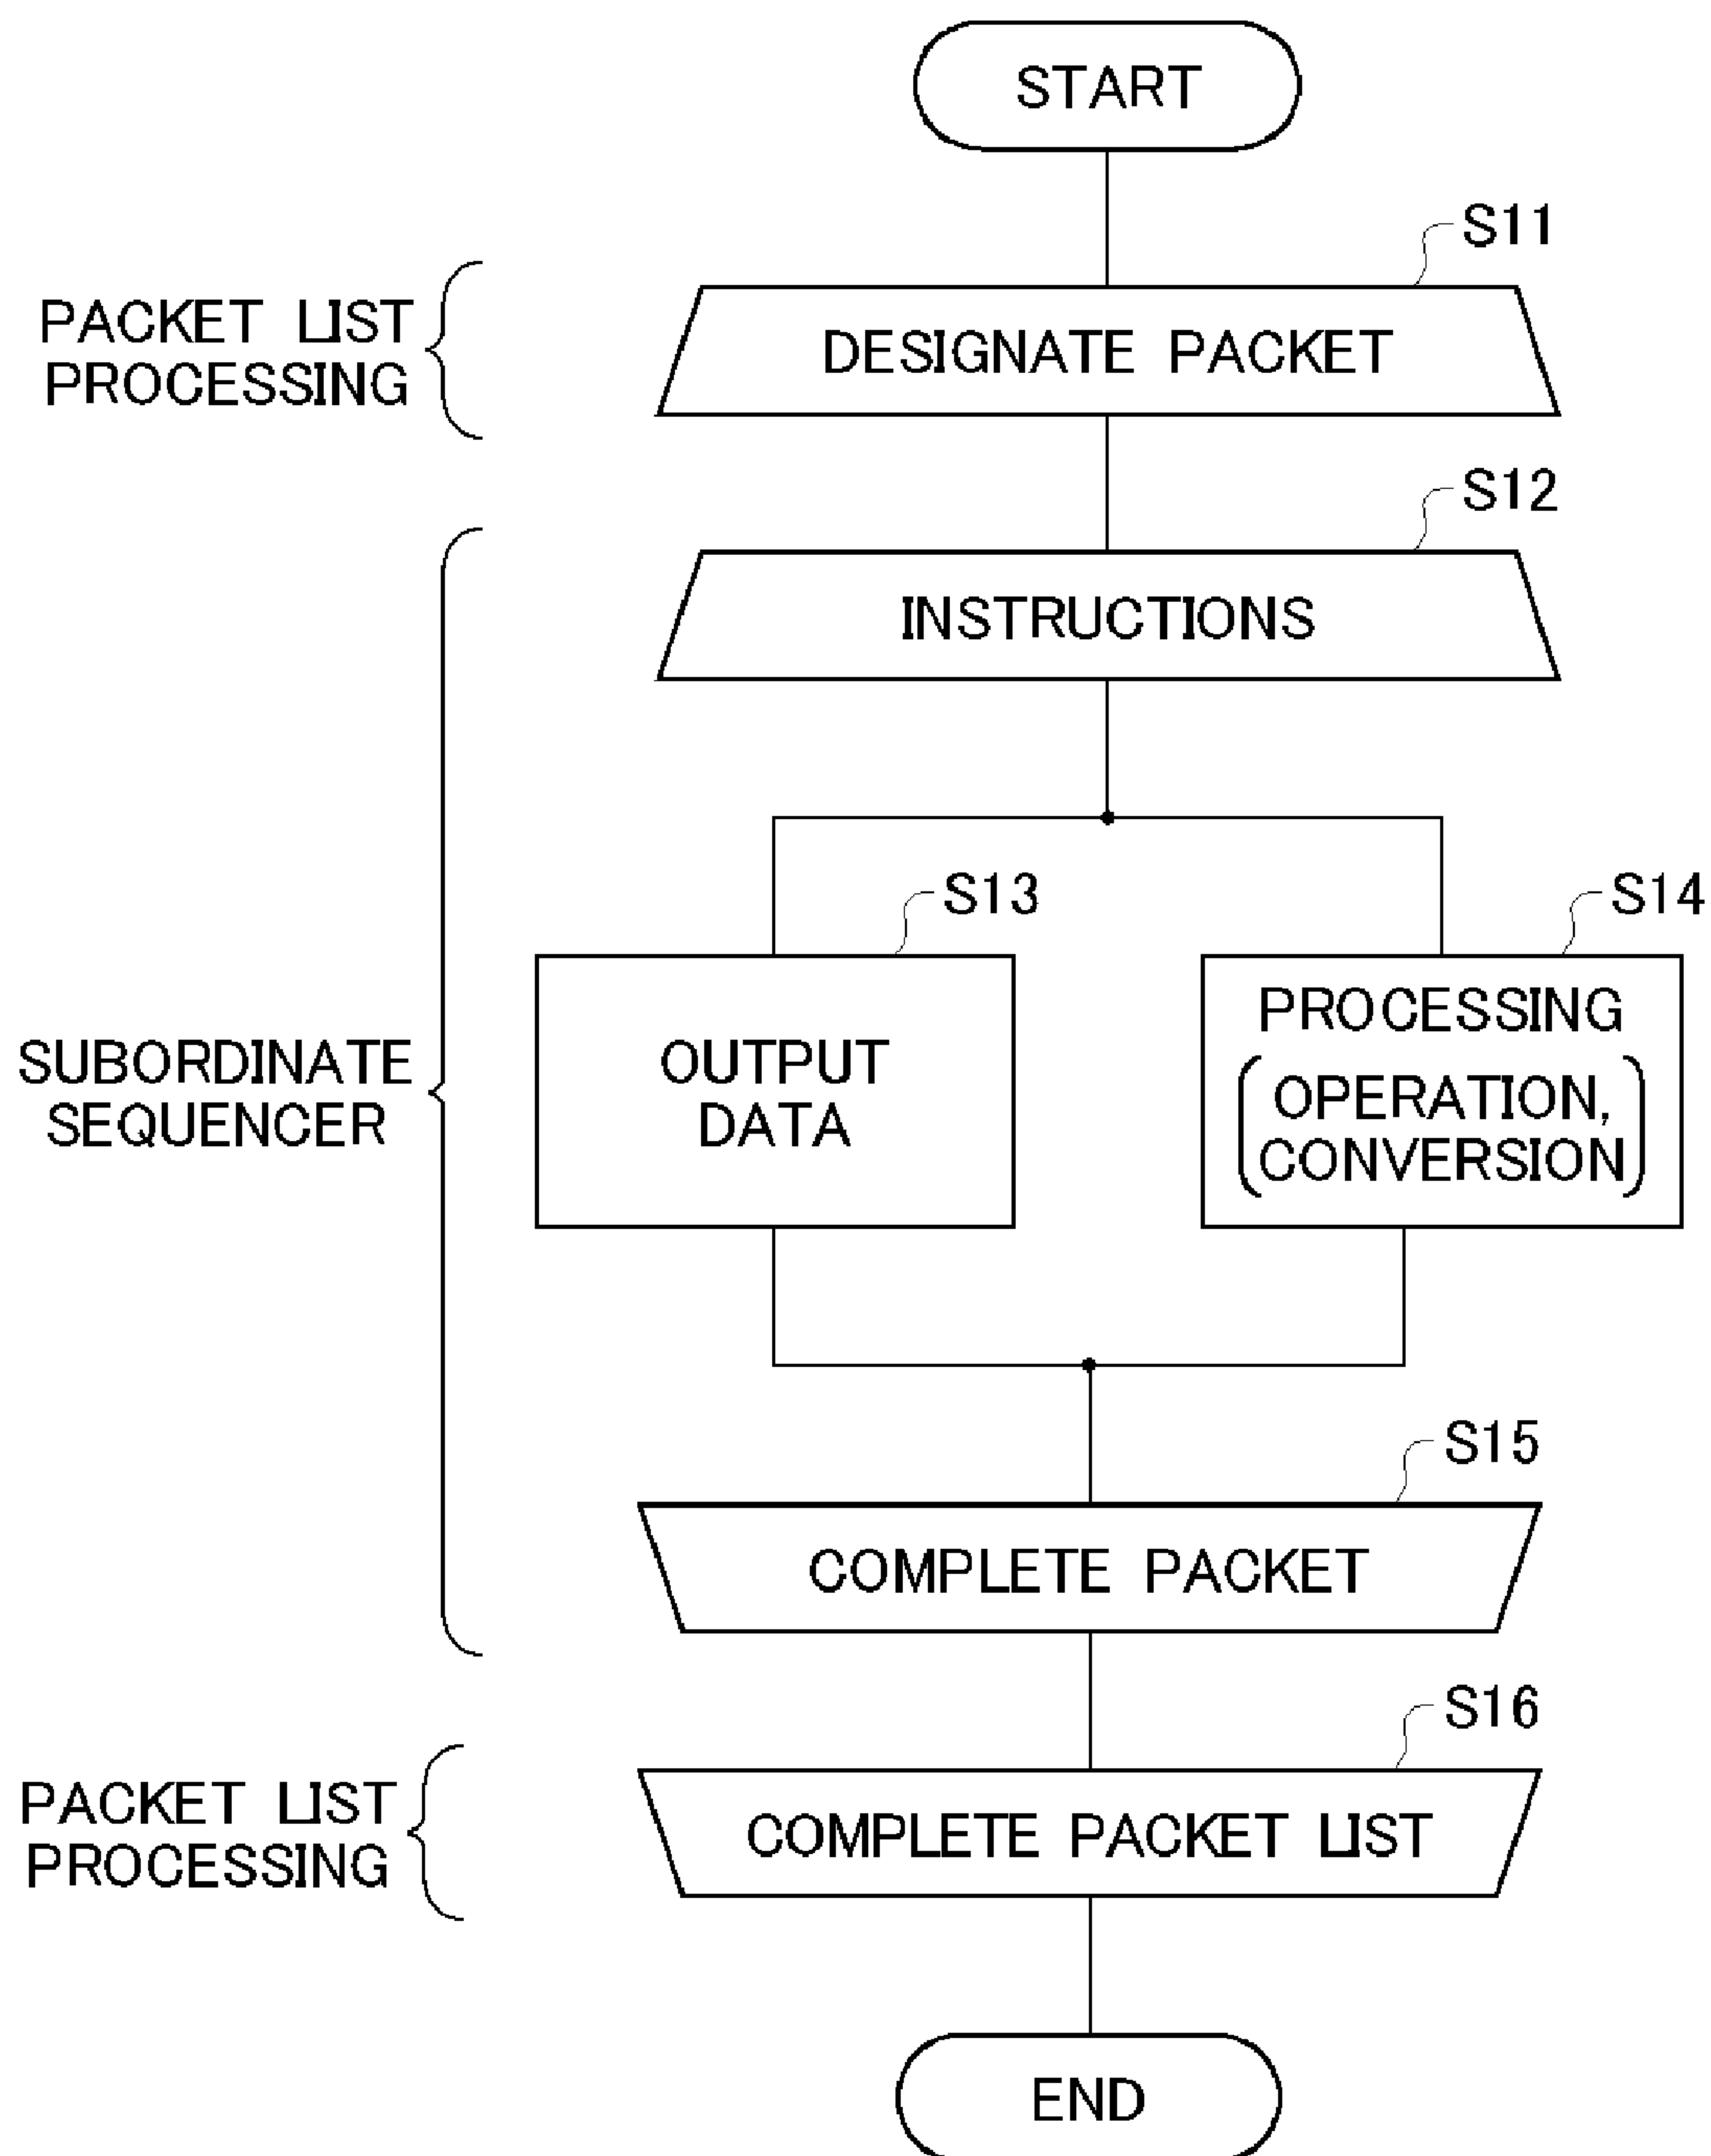 START
S11
PACKET LIST
PROCESSING
DESIGNATE PACKET
S12
INSTRUCTIONS
S13
S14
SUBORDINATE
SEQUENCER
OUTPUT
DATA
PROCESSING
(OPERATION,
CONVERSION)
S15
COMPLETE PACKET
S16
PACKET LIST
PROCESSING
COMPLETE PACKET LIST
END